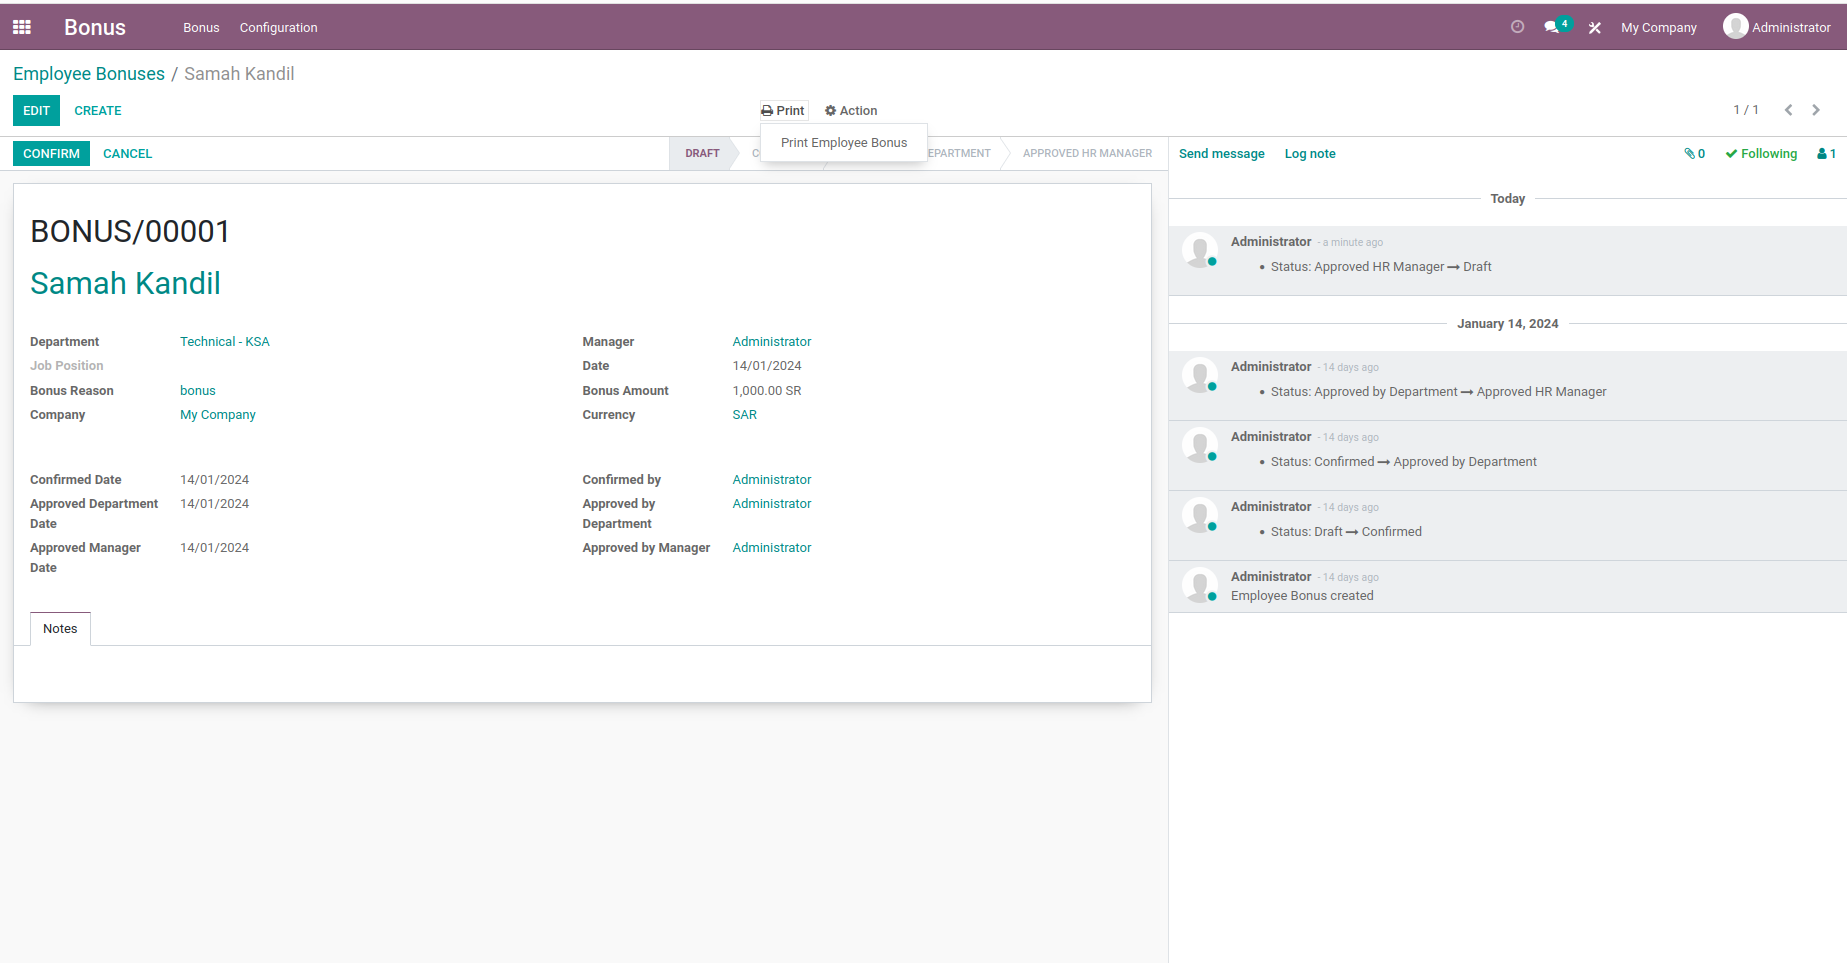 Bonus Bonus Configuration 4 My Company Administrator
Employee Bonuses / Samah Kandil
EDIT CREATE Print Action 1 / 1
Print Employee Bonus
CONFIRM CANCEL DRAFT APPROVED HR MANAGER Send message Log note 0 Following 1
BONUS/00001
Samah Kandil
Department Technical - KSA Manager Administrator
Job Position Date 14/01/2024
Bonus Reason bonus Bonus Amount 1,000.00 SR
Company My Company Currency SAR
Confirmed Date 14/01/2024 Confirmed by Administrator
Approved Department 14/01/2024 Approved by Administrator
Date Department
Approved Manager 14/01/2024 Approved by Manager Administrator
Date
Notes
Today
Administrator - a minute ago
• Status: Approved HR Manager → Draft
January 14, 2024
Administrator - 14 days ago
• Status: Approved by Department → Approved HR Manager
Administrator - 14 days ago
• Status: Confirmed → Approved by Department
Administrator - 14 days ago
• Status: Draft → Confirmed
Administrator - 14 days ago
Employee Bonus created